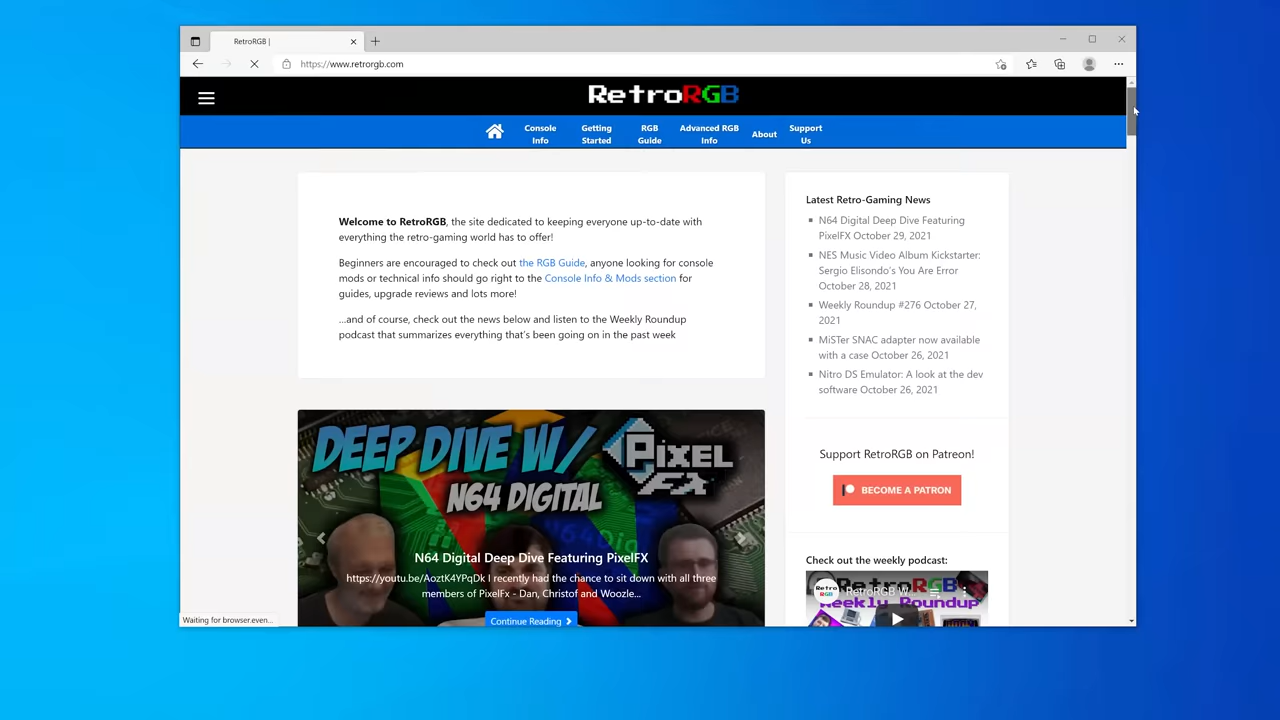 RetroRGB |
https://www.retrorgb.com
RetroRGB
Console
Info
Getting
Started
RGB
Guide
Advanced RGB
Info
About
Support
Us
Welcome to RetroRGB, the site dedicated to keeping everyone up-to-date with
everything the retro-gaming world has to offer!
Beginners are encouraged to check out the RGB Guide, anyone looking for console
mods or technical info should go right to the Console Info & Mods section for
guides, upgrade reviews and lots more!
…and of course, check out the news below and listen to the Weekly Roundup
podcast that summarizes everything that's been going on in the past week
DEEP DIVE W/ PIXEL FX
N64 DIGITAL
N64 Digital Deep Dive Featuring PixelFX
https://youtu.be/AoztK4YPqDk I recently had the chance to sit down with all three
members of PixelFx - Dan, Christof and Woozle...
Continue Reading
Latest Retro-Gaming News
N64 Digital Deep Dive Featuring
PixelFX October 29, 2021
NES Music Video Album Kickstarter:
Sergio Elisondo's You Are Error
October 28, 2021
Weekly Roundup #276 October 27,
2021
MiSTer SNAC adapter now available
with a case October 26, 2021
Nitro DS Emulator: A look at the dev
software October 26, 2021
Support RetroRGB on Patreon!
BECOME A PATRON
Check out the weekly podcast:
RetroRGB W...
Weekly Roundup
Waiting for browser.even...